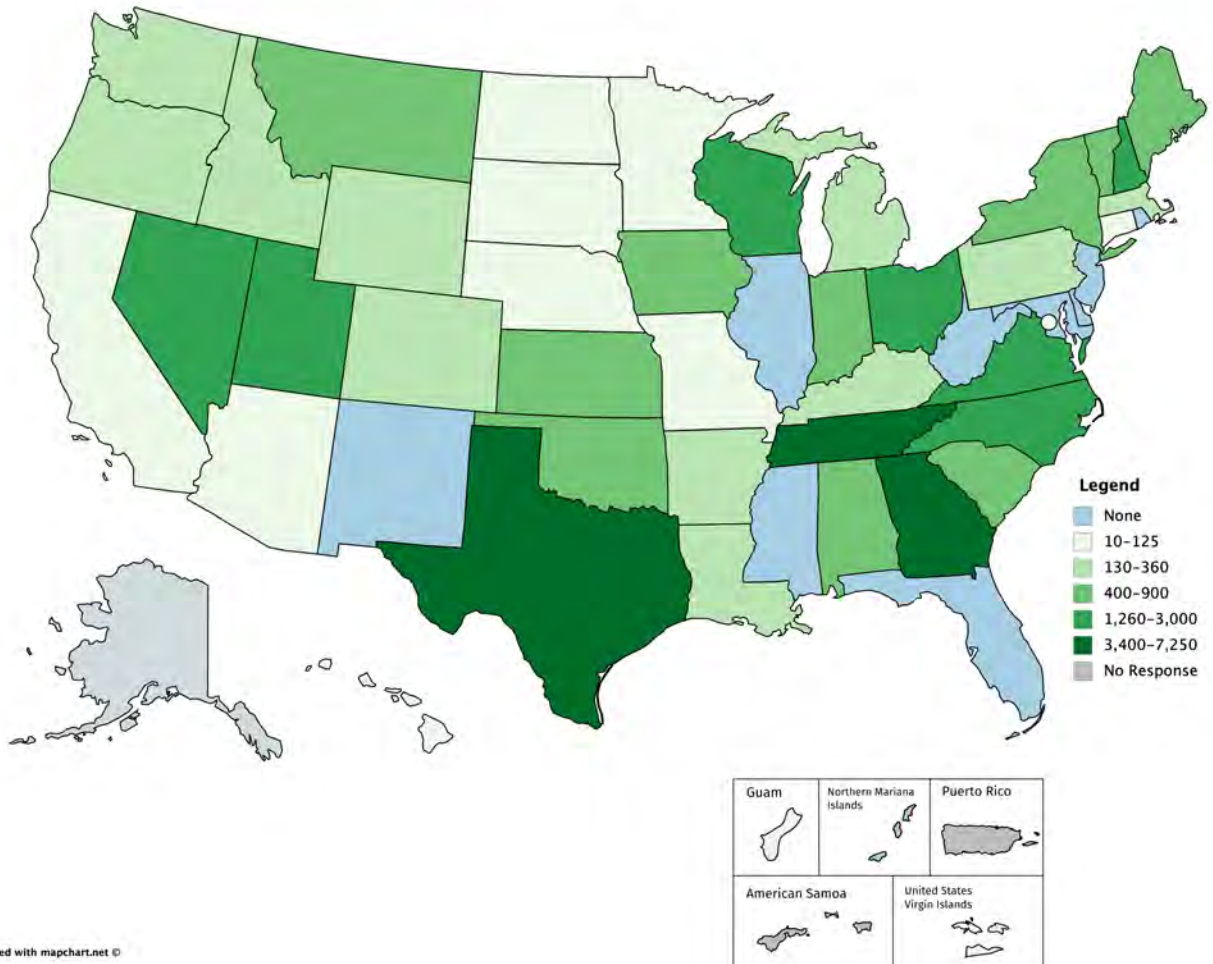 Legend
None
10–125
130–360
400–900
1,260–3,000
3,400–7,250
No Response
Guam
Northern Mariana
Islands
Puerto Rico
American Samoa
United States
Virgin Islands
ed with mapchart.net ©